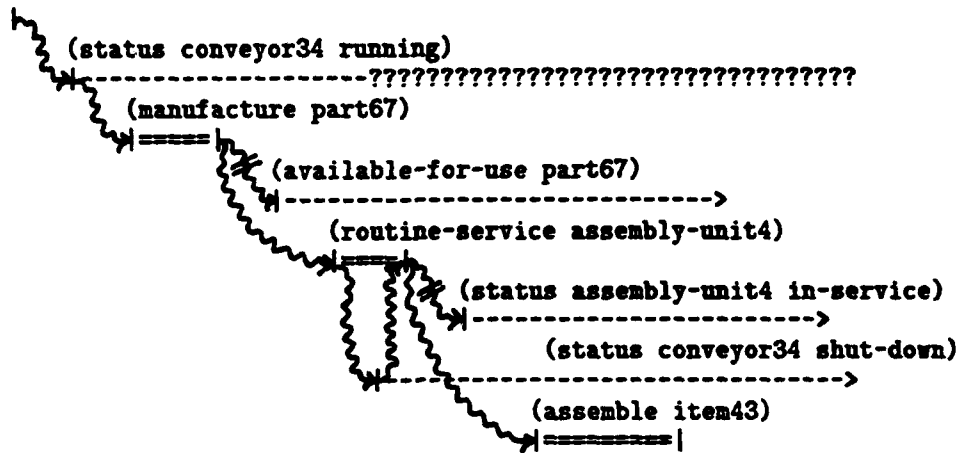 (status conveyor34 running)
?????????????????????????????????
(manufacture part67)
(available-for-use part67)
(routine-service assembly-unit4)
(status assembly-unit4 in-service)
(status conveyor34 shut-down)
(assemble item43)